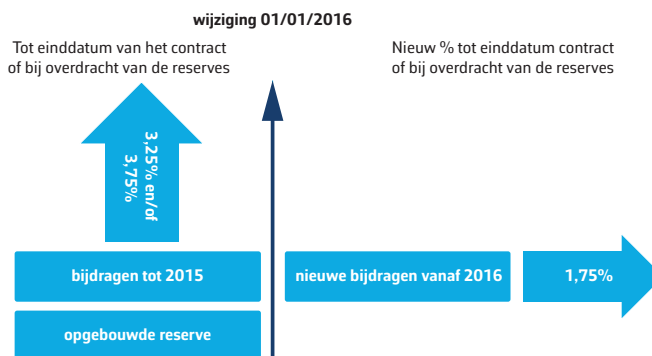 wijziging 01/01/2016
Tot einddatum van het contract
of bij overdracht van de reserves
Nieuw % tot einddatum contract
of bij overdracht van de reserves
3,25% en/of
3,75%
bijdragen tot 2015
nieuwe bijdragen vanaf 2016
1,75%
opgebouwde reserve